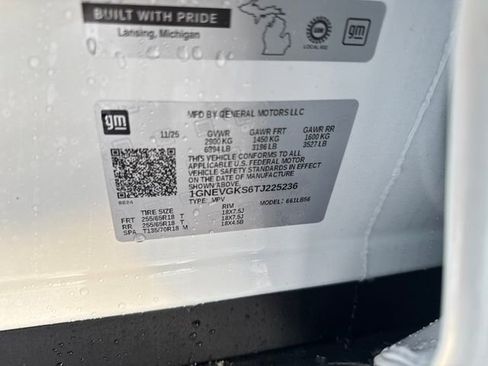 BUILT WITH PRIDE
Lansing, Michigan
LOCAL 602
gm
gm
MFD BY GENERAL MOTORS LLC
11/25 GVWR GAWR FRT GAWR RR
2900 KG 1450 KG 1600 KG
6394 LB 3196 LB 3527 LB
THIS VEHICLE CONFORMS TO ALL
APPLICABLE U.S. FEDERAL MOTOR
VEHICLE SAFETY STANDARDS IN EFFECT
ON THE DATE OF MANUFACTURE
SHOWN ABOVE.
1GNEVGKS6TJ225236
TYPE: MPV MODEL: 661LB56
TIRE SIZE RIM
FRT 255/65R18 T 18X7.5J
RR 255/65R18 T 18X7.5J
SPA T135/70R18 M 18X4.5B